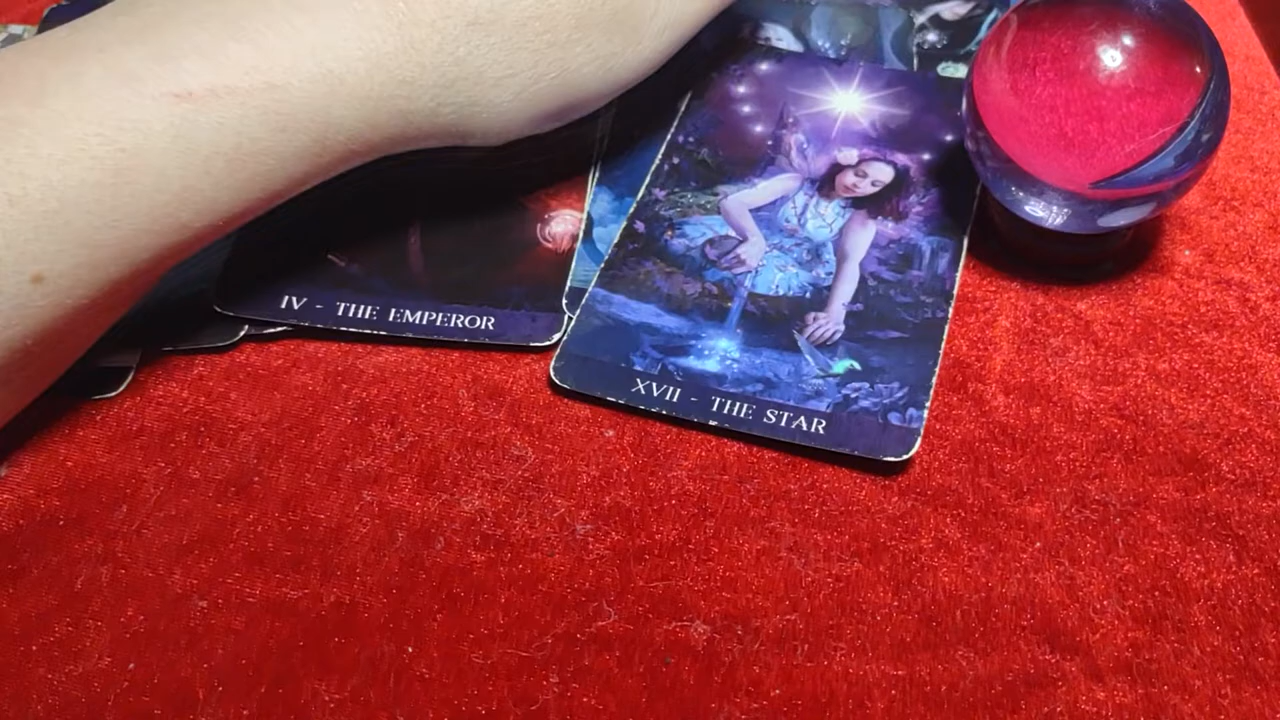 IV - THE EMPEROR
XVII - THE STAR